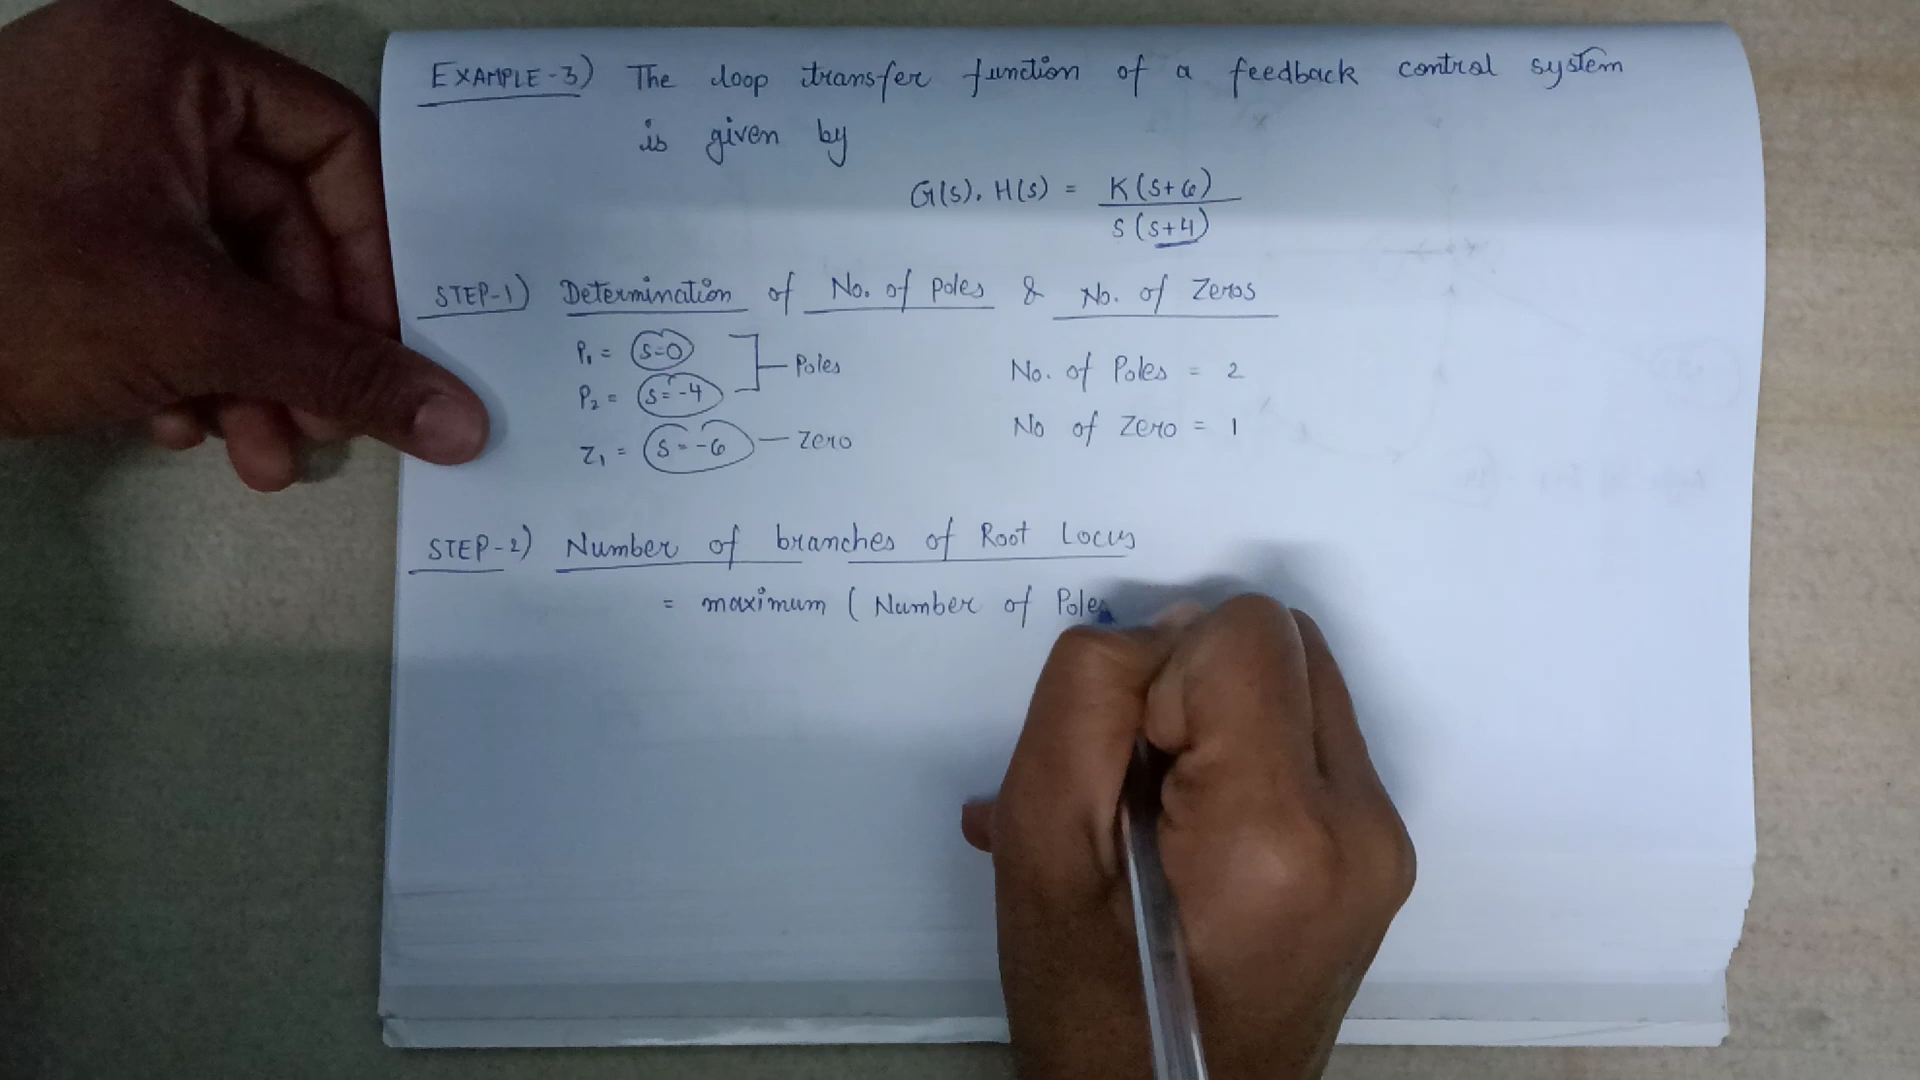 EXAMPLE-3) The loop transfer function of a feedback control system
is given by
G(s). H(s) = K(s+6)
s(s+4)
STEP-1) Determination of No. of poles & No. of Zeros
P₁ = s=0
P₂ = s=-4
Poles
Z₁ = s=-6 — Zero
No. of Poles = 2
No of Zero = 1
STEP-2) Number of branches of Root Locus
= maximum ( Number of Poles